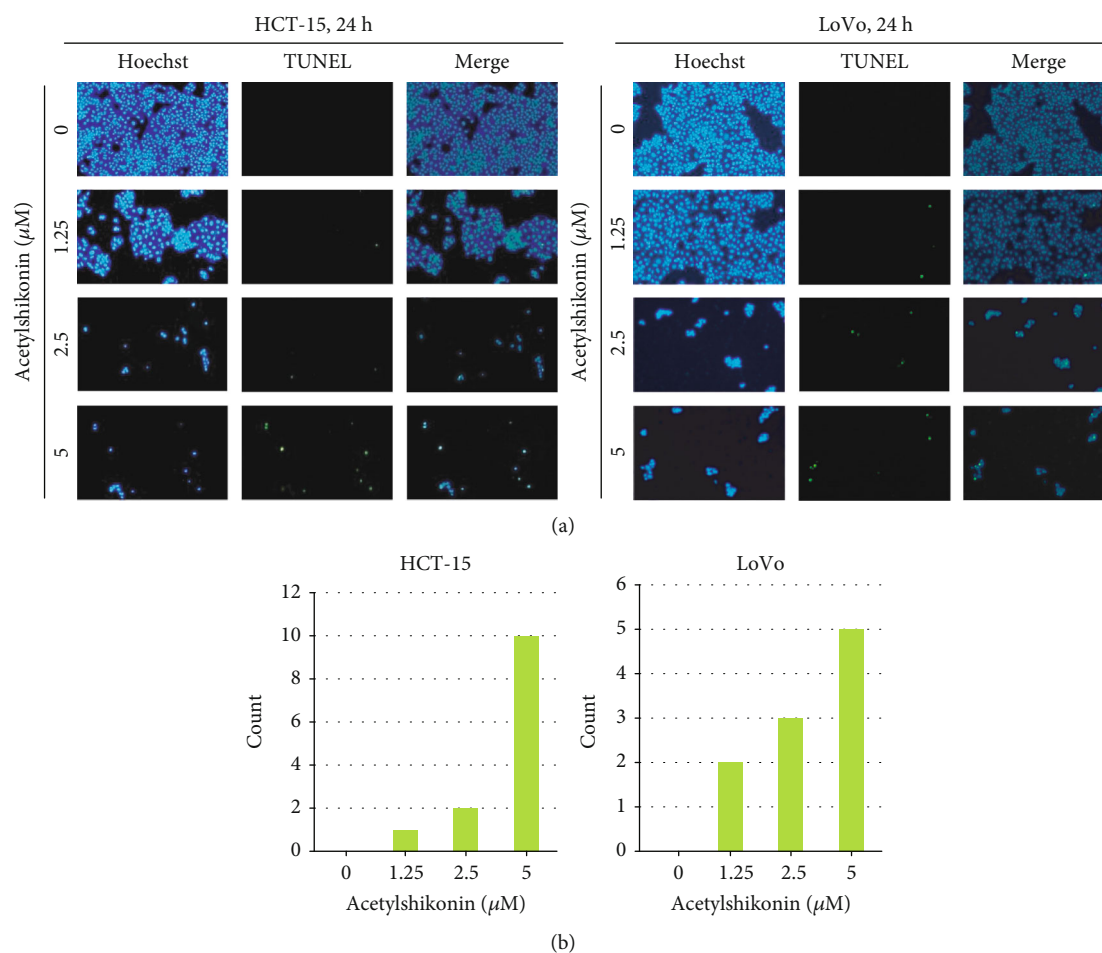 HCT-15, 24 h
Hoechst TUNEL Merge
Acetylshikonin (μM)
0
1.25
2.5
5
LoVo, 24 h
Hoechst TUNEL Merge
Acetylshikonin (μM)
0
1.25
2.5
5
(a)
HCT-15
Count
12
10
8
6
4
2
0
0 1.25 2.5 5
Acetylshikonin (μM)
LoVo
Count
6
5
4
3
2
1
0
0 1.25 2.5 5
Acetylshikonin (μM)
(b)